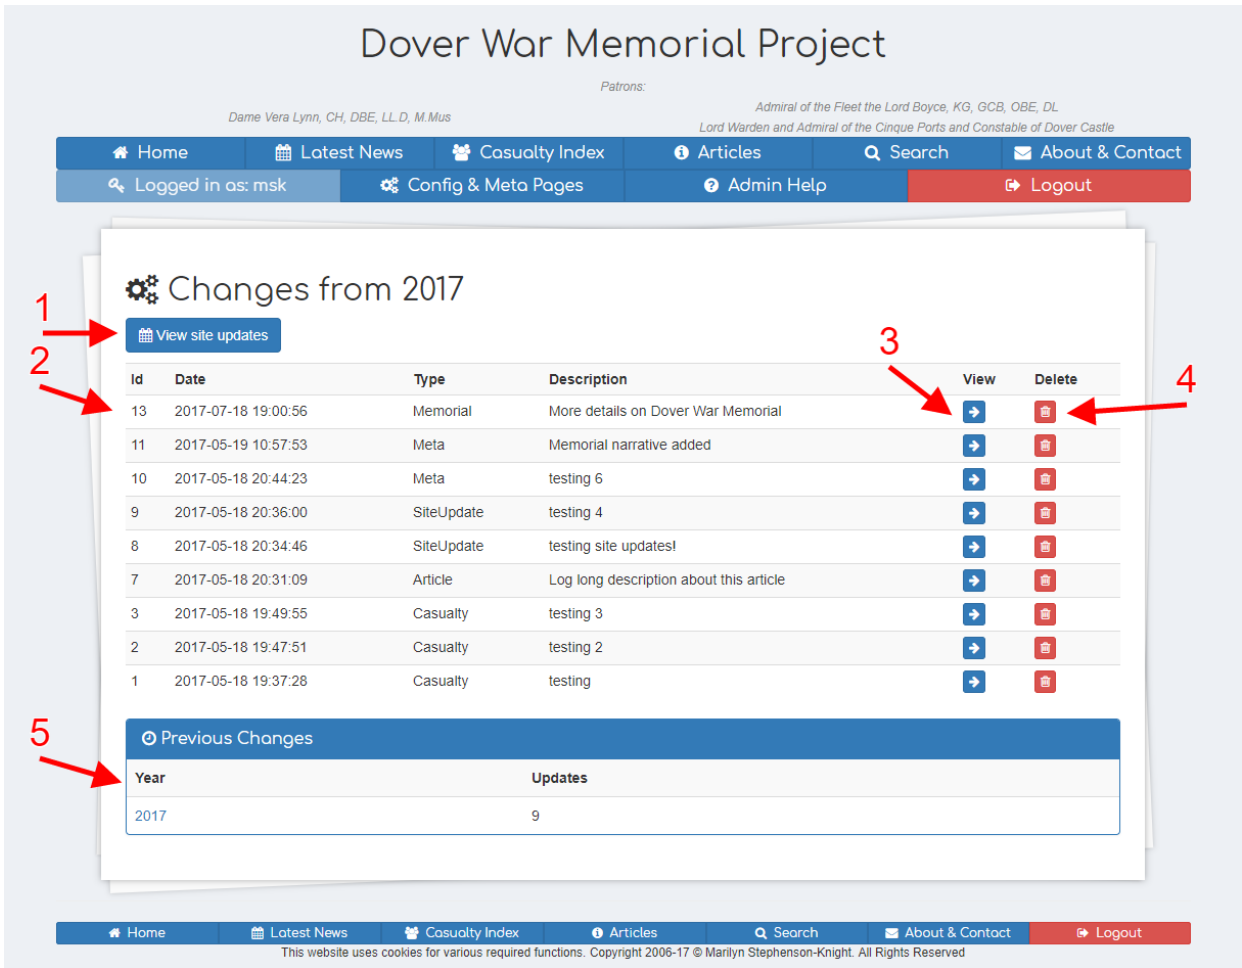 Dover War Memorial Project
Patrons:
Dame Vera Lynn, CH, DBE, LL.D, M.Mus
Admiral of the Fleet the Lord Boyce, KG, GCB, OBE, DL
Lord Warden and Admiral of the Cinque Ports and Constable of Dover Castle
Home Latest News Casualty Index Articles Search About & Contact
Logged in as: msk Config & Meta Pages Admin Help Logout
Changes from 2017
1
View site updates
2
3
4
Id Date Type Description View Delete
13 2017-07-18 19:00:56 Memorial More details on Dover War Memorial
11 2017-05-19 10:57:53 Meta Memorial narrative added
10 2017-05-18 20:44:23 Meta testing 6
9 2017-05-18 20:36:00 SiteUpdate testing 4
8 2017-05-18 20:34:46 SiteUpdate testing site updates!
7 2017-05-18 20:31:09 Article Log long description about this article
3 2017-05-18 19:49:55 Casualty testing 3
2 2017-05-18 19:47:51 Casualty testing 2
1 2017-05-18 19:37:28 Casualty testing
5
Previous Changes
Year Updates
2017 9
Home Latest News Casualty Index Articles Search About & Contact Logout
This website uses cookies for various required functions. Copyright 2006-17 © Marilyn Stephenson-Knight. All Rights Reserved